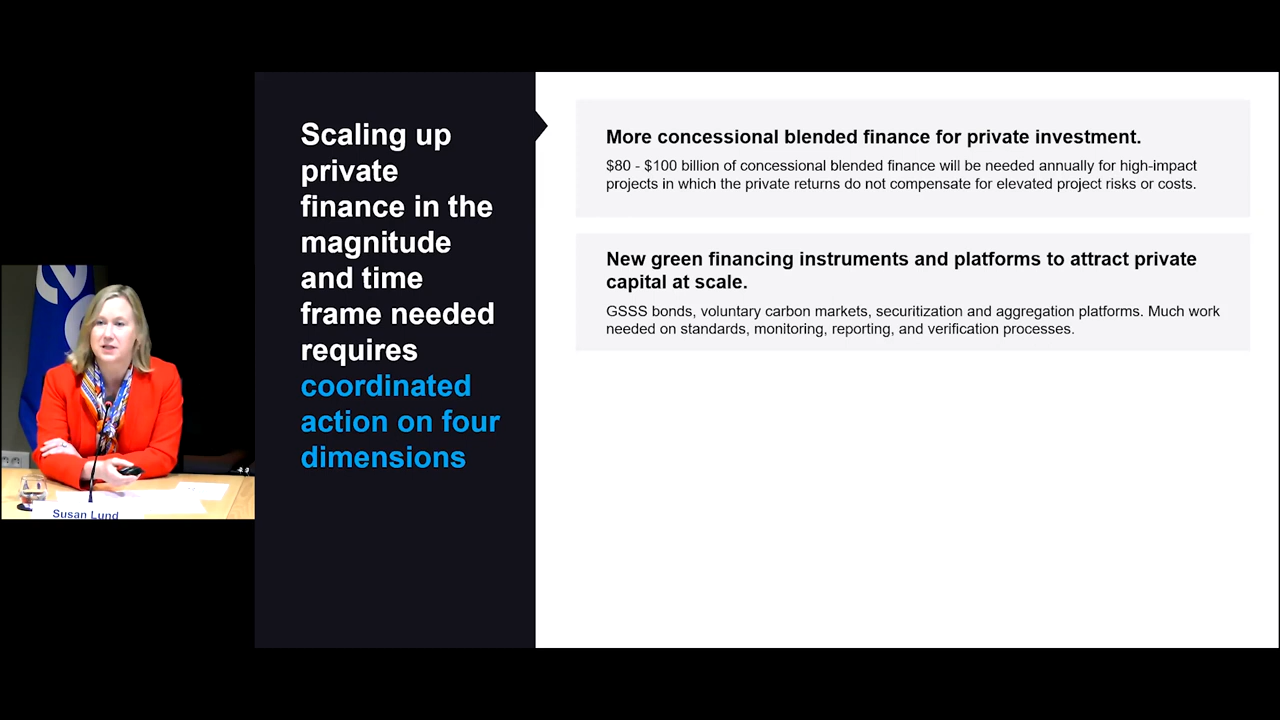 Scaling up
private
finance in the
magnitude
and time
frame needed
requires
coordinated
action on four
dimensions
More concessional blended finance for private investment.
$80 - $100 billion of concessional blended finance will be needed annually for high-impact
projects in which the private returns do not compensate for elevated project risks or costs.
New green financing instruments and platforms to attract private
capital at scale.
GSSS bonds, voluntary carbon markets, securitization and aggregation platforms. Much work
needed on standards, monitoring, reporting, and verification processes.
Susan Lund